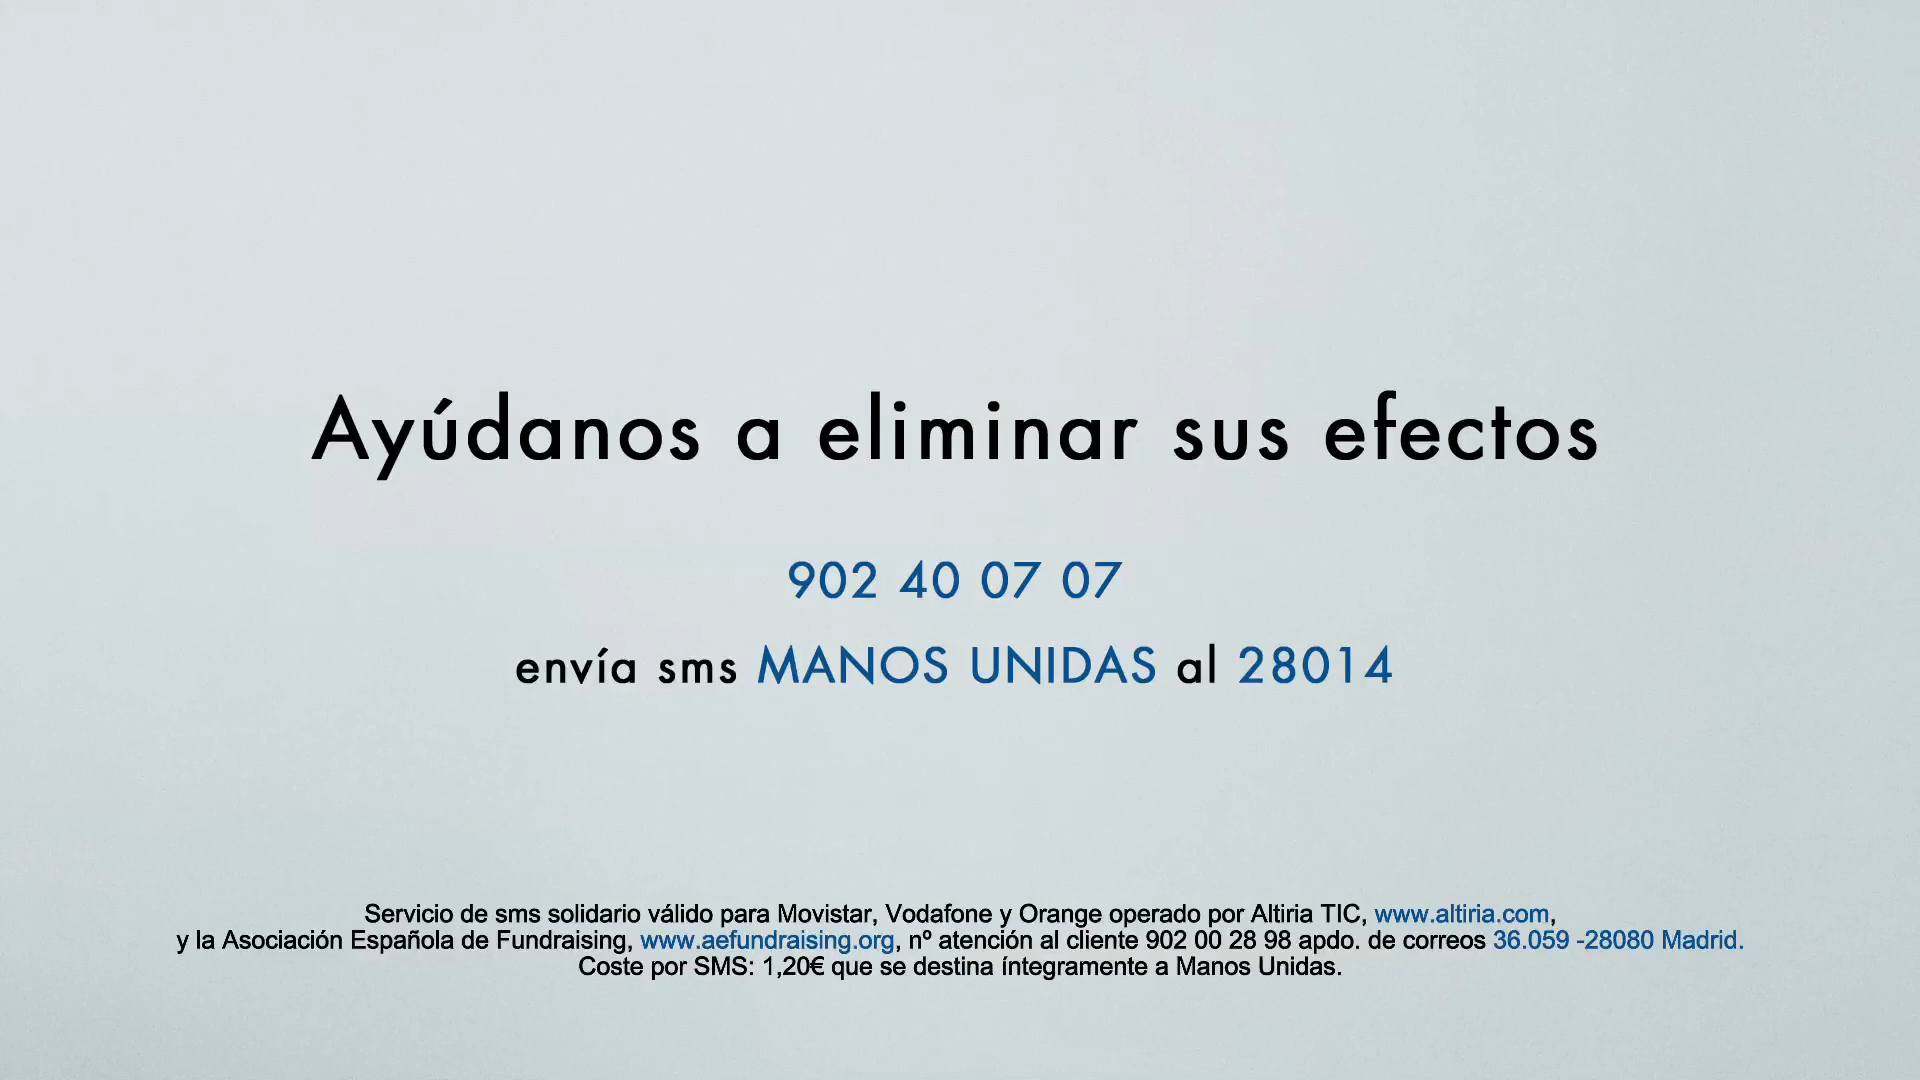 Ayúdanos a eliminar sus efectos
902 40 07 07
envía sms MANOS UNIDAS al 28014
Servicio de sms solidario válido para Movistar, Vodafone y Orange operado por Altiria TIC, www.altiria.com,
y la Asociación Española de Fundraising, www.aefundraising.org, nº atención al cliente 902 00 28 98 apdo. de correos 36.059 -28080 Madrid.
Coste por SMS: 1,20€ que se destina íntegramente a Manos Unidas.